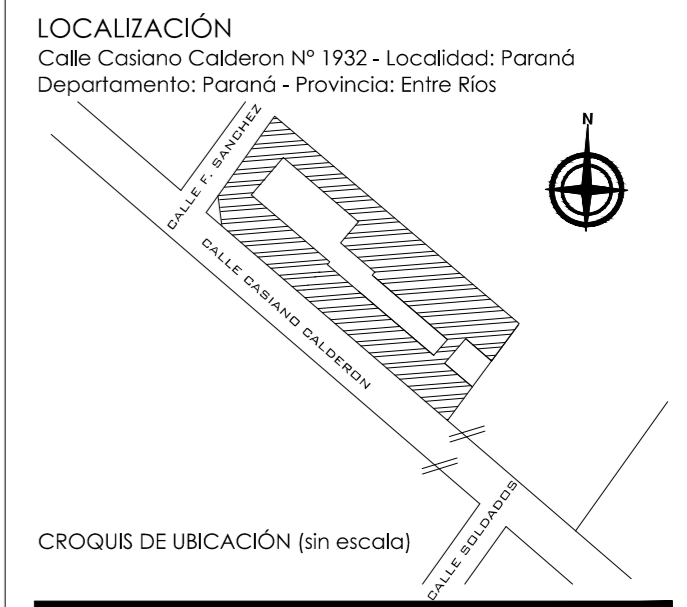 LOCALIZACIÓN
Calle Casiano Calderon N° 1932 - Localidad: Paraná
Departamento: Paraná - Provincia: Entre Ríos
N
CALLE F. SANCHEZ
CALLE CASIANO CALDERON
CALLE SOLDADOS
CROQUIS DE UBICACIÓN (sin escala)